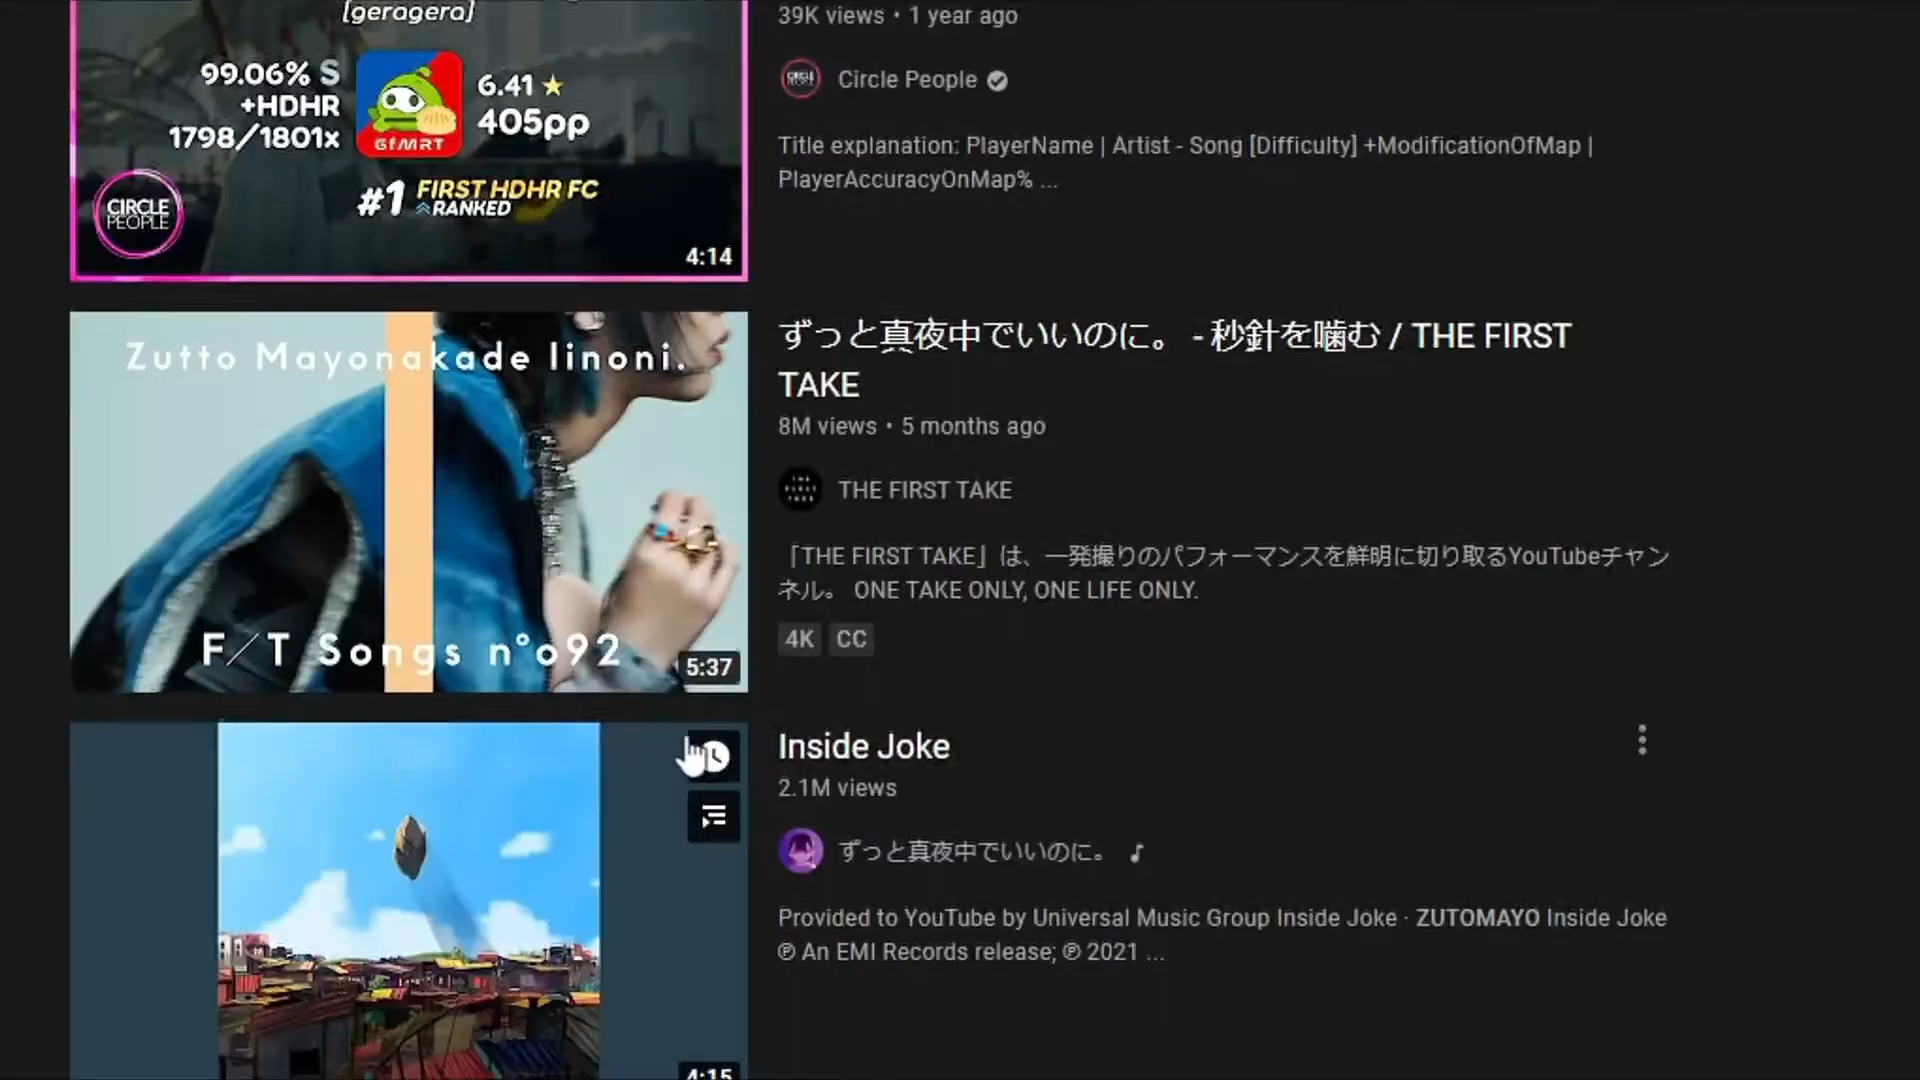 [geragera]
99.06% S
+HDHR
1798/1801x
GfMRT
6.41 ★
405pp
#1 FIRST HDHR FC
RANKED
CIRCLE
PEOPLE
4:14
39K views • 1 year ago
CIRCLE
PEOPLE
Circle People
Title explanation: PlayerName | Artist - Song [Difficulty] +ModificationOfMap |
PlayerAccuracyOnMap% ...
Zutto Mayonakade Iinoni.
F/T Songs n°092
5:37
ずっと真夜中でいいのに。 - 秒針を噛む / THE FIRST
TAKE
8M views • 5 months ago
THE FIRST TAKE
「THE FIRST TAKE」は、一発撮りのパフォーマンスを鮮明に切り取るYouTubeチャン
ネル。 ONE TAKE ONLY, ONE LIFE ONLY.
4K CC
4:15
Inside Joke
2.1M views
ずっと真夜中でいいのに。 ♪
Provided to YouTube by Universal Music Group Inside Joke · ZUTOMAYO Inside Joke
℗ An EMI Records release; ℗ 2021 ...